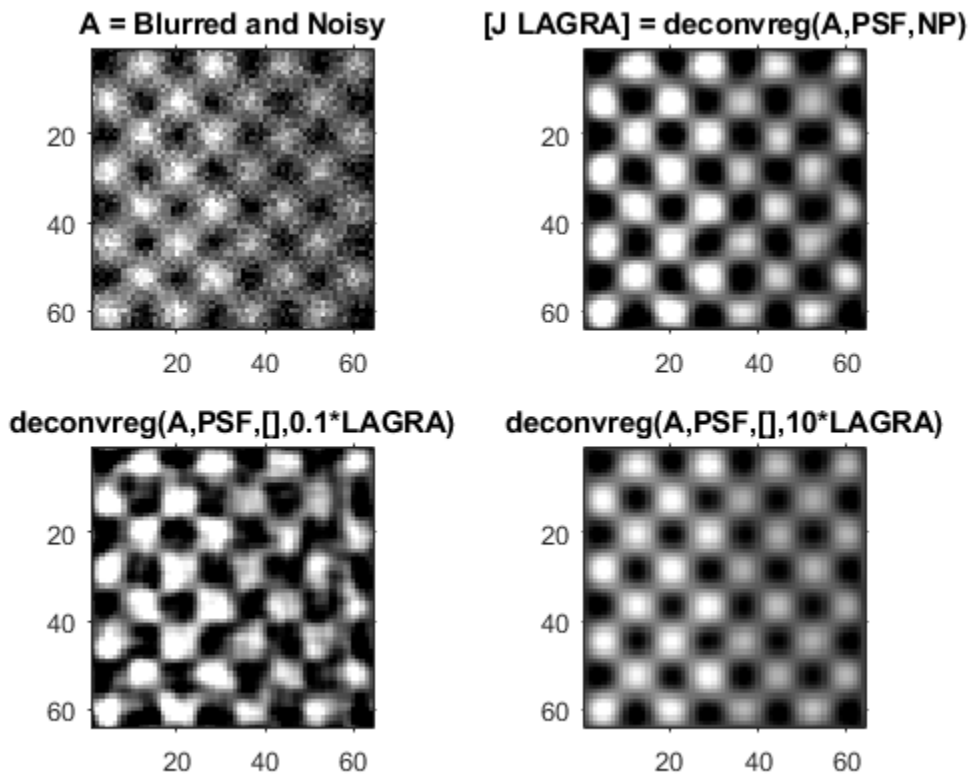 A = Blurred and Noisy
20
40
60
20 40 60
[J LAGRA] = deconvreg(A,PSF,NP)
20
40
60
20 40 60
deconvreg(A,PSF,[],0.1*LAGRA)
20
40
60
20 40 60
deconvreg(A,PSF,[],10*LAGRA)
20
40
60
20 40 60